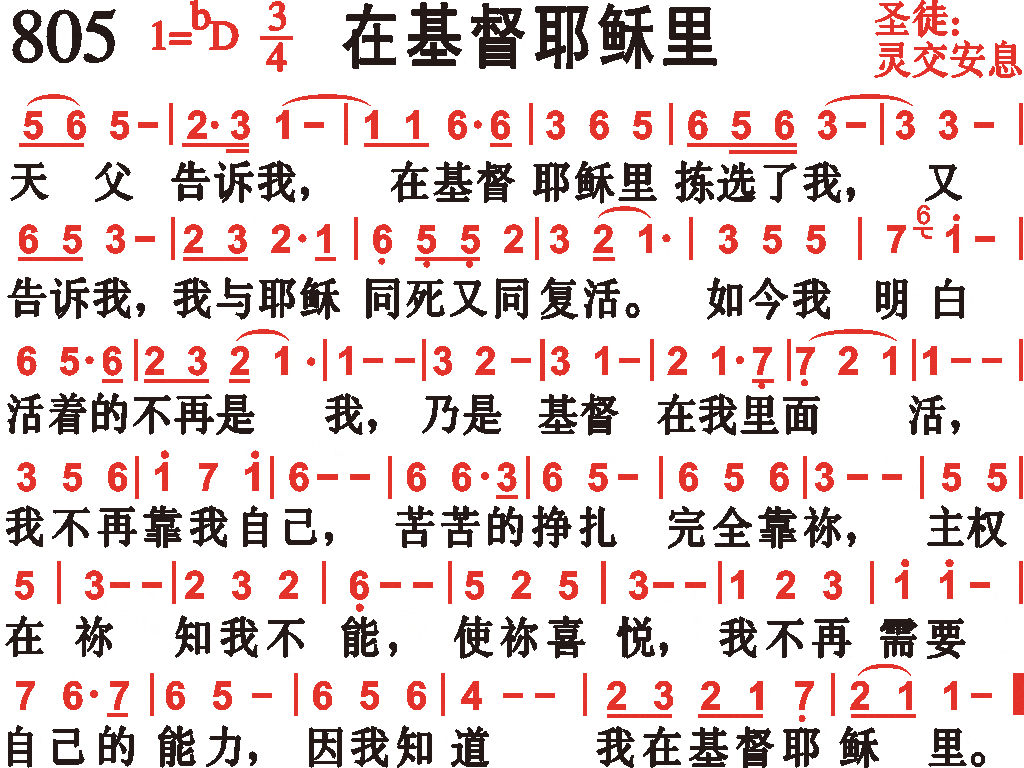 805 1=bD 3/4 在基督耶稣里 圣徒：
灵交安息
5 6 5 - | 2· 3 1 - | 1 1 6· 6 | 3 6 5 | 6 5 6 3 - | 3 3 - |
天 父 告诉我， 在基督 耶稣里 拣选了我， 又
6 5 3 - | 2 3 2· 1 | 6 5 5 2 | 3 2 1· | 3 5 5 | 7 6 1 - |
告诉我，我与耶稣 同死又同复活。 如今我 明 白
6 5· 6 | 2 3 2 1 · | 1 - - | 3 2 - | 3 1 - | 2 1· 7 | 7 2 1 | 1 - - |
活着的不再是 我， 乃是 基督 在我里面 活，
3 5 6 | 1 7 1 | 6 - - | 6 6· 3 | 6 5 - | 6 5 6 | 3 - - | 5 5 |
我不再靠我自己， 苦苦的挣扎 完全靠祢， 主权
5 | 3 - - | 2 3 2 | 6 - - | 5 2 5 | 3 - - | 1 2 3 | 1 1 - |
在 祢 知我不 能， 使祢喜 悦， 我不再 需要
7 6· 7 | 6 5 - | 6 5 6 | 4 - - | 2 3 2 1 7 | 2 1 1 -
自己的 能力， 因我知 道 我在基督耶 稣 里。